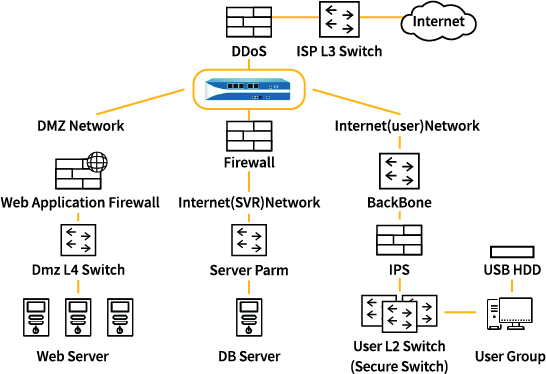 Internet
DDoS
ISP L3 Switch
DMZ Network
Internet(user)Network
Firewall
Web Application Firewall
Internet(SVR)Network
BackBone
Dmz L4 Switch
Server Parm
IPS
USB HDD
Web Server
DB Server
User L2 Switch
(Secure Switch)
User Group